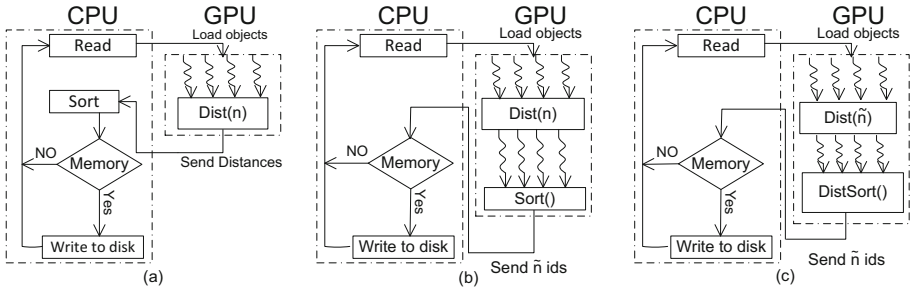 CPU GPU
Load objects
Read
Sort
Dist(n)
Memory
NO
Send Distances
Yes
Write to disk
(a)
CPU GPU
Load objects
Read
Dist(n)
Memory
NO
Yes
Sort()
Write to disk
Send ñ ids
(b)
CPU GPU
Load objects
Read
Dist(ñ)
Memory
NO
DistSort()
Yes
Write to disk
Send ñ ids
(c)